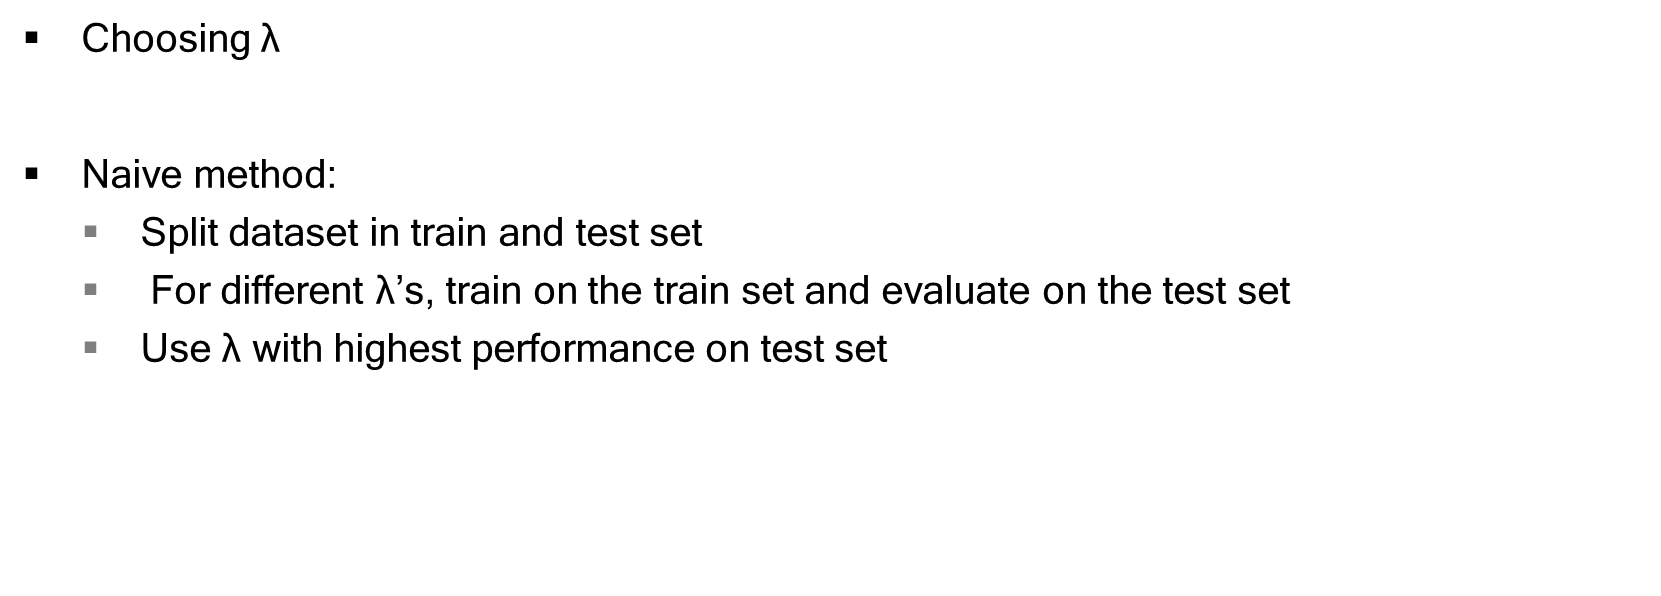 ▪ Choosing λ
▪ Naive method:
▪ Split dataset in train and test set
▪ For different λ’s, train on the train set and evaluate on the test set
▪ Use λ with highest performance on test set